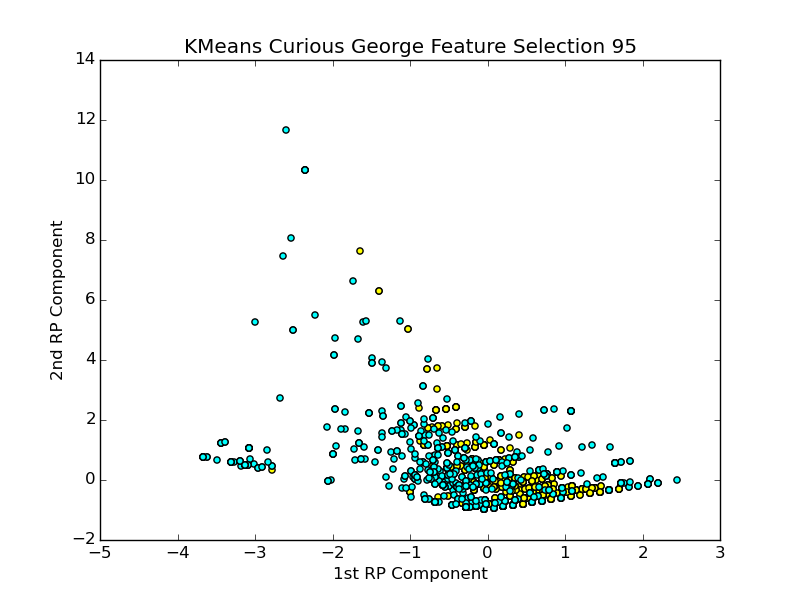 KMeans Curious George Feature Selection 95
14
12
10
8
6
4
2
0
−2
2nd RP Component
−5 −4 −3 −2 −1 0 1 2 3
1st RP Component